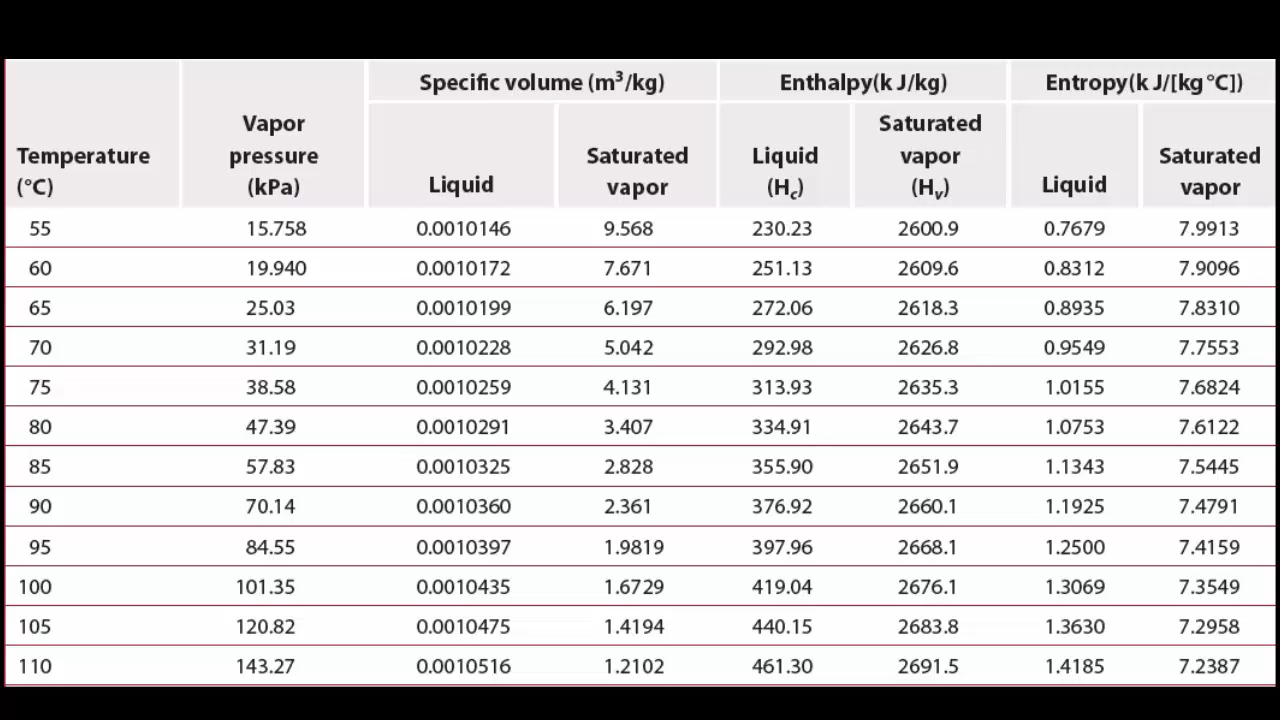 Specific volume (m³/kg) Enthalpy(k J/kg) Entropy(k J/[kg °C])
Temperature (°C) Vapor pressure (kPa) Liquid Saturated vapor Liquid (Hc) Saturated vapor (Hv) Liquid Saturated vapor
55 15.758 0.0010146 9.568 230.23 2600.9 0.7679 7.9913
60 19.940 0.0010172 7.671 251.13 2609.6 0.8312 7.9096
65 25.03 0.0010199 6.197 272.06 2618.3 0.8935 7.8310
70 31.19 0.0010228 5.042 292.98 2626.8 0.9549 7.7553
75 38.58 0.0010259 4.131 313.93 2635.3 1.0155 7.6824
80 47.39 0.0010291 3.407 334.91 2643.7 1.0753 7.6122
85 57.83 0.0010325 2.828 355.90 2651.9 1.1343 7.5445
90 70.14 0.0010360 2.361 376.92 2660.1 1.1925 7.4791
95 84.55 0.0010397 1.9819 397.96 2668.1 1.2500 7.4159
100 101.35 0.0010435 1.6729 419.04 2676.1 1.3069 7.3549
105 120.82 0.0010475 1.4194 440.15 2683.8 1.3630 7.2958
110 143.27 0.0010516 1.2102 461.30 2691.5 1.4185 7.2387